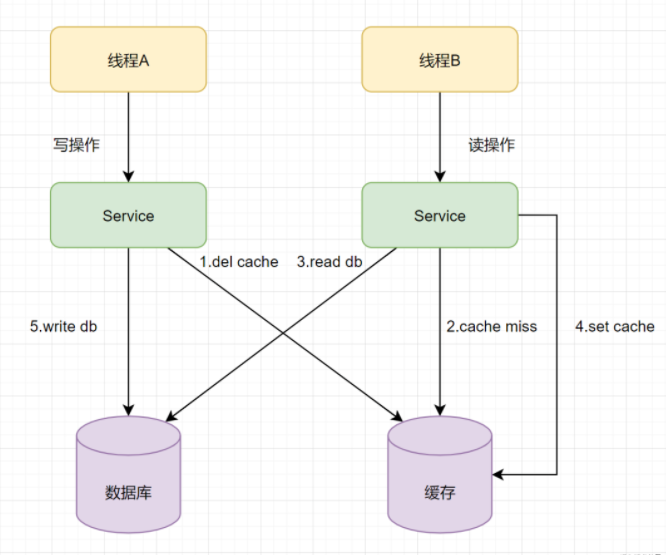 线程A
线程B
写操作
读操作
Service
Service
1.del cache
3.read db
5.write db
2.cache miss
4.set cache
数据库
缓存